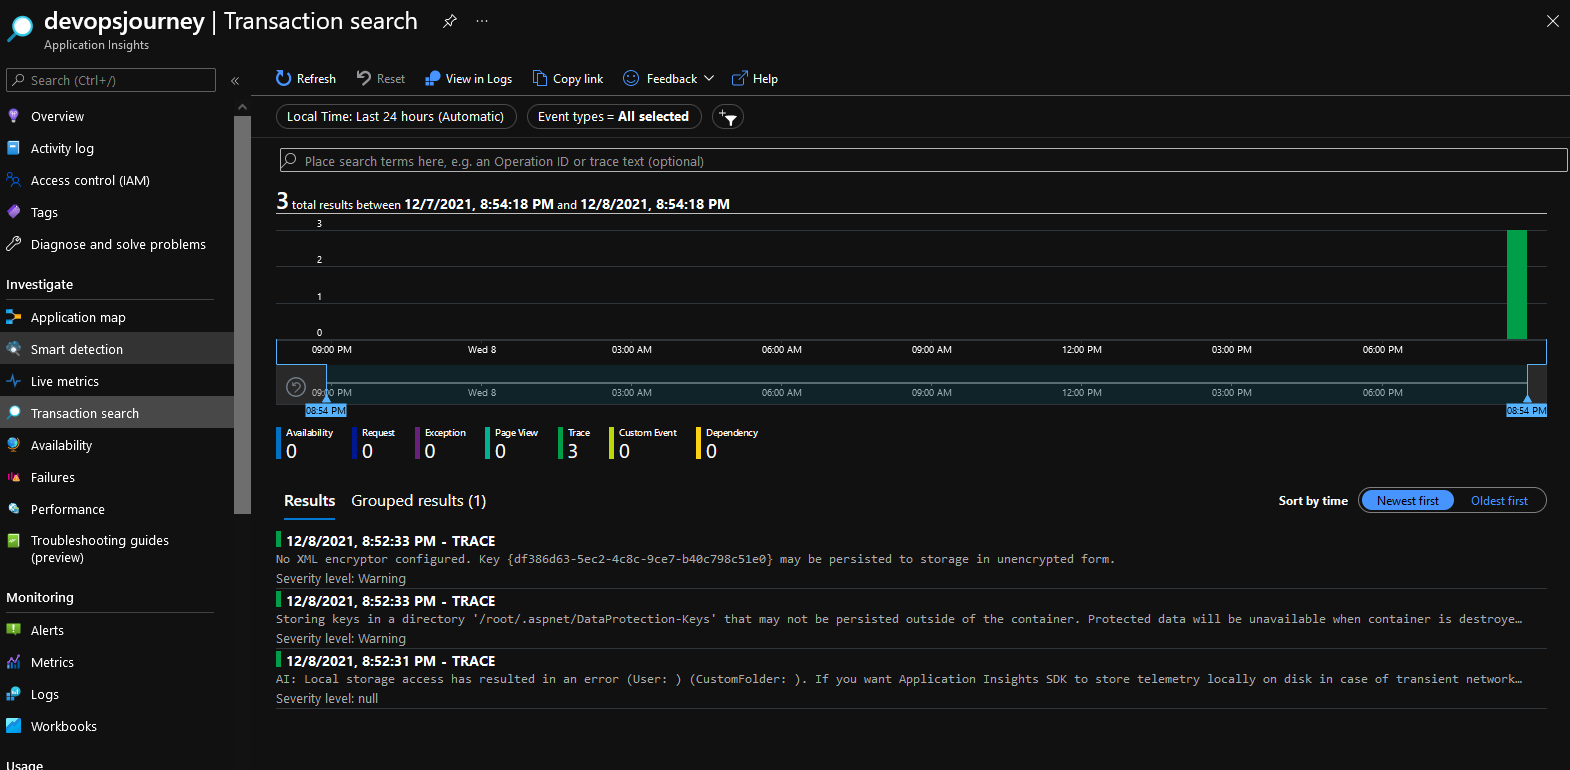 devopsjourney | Transaction search
Application Insights
Search (Ctrl+/)
Overview
Activity log
Access control (IAM)
Tags
Diagnose and solve problems
Investigate
Application map
Smart detection
Live metrics
Transaction search
Availability
Failures
Performance
Troubleshooting guides
(preview)
Monitoring
Alerts
Metrics
Logs
Workbooks
Usage
Refresh Reset View in Logs Copy link Feedback Help
Local Time: Last 24 hours (Automatic) Event types = All selected
Place search terms here, e.g. an Operation ID or trace text (optional)
3 total results between 12/7/2021, 8:54:18 PM and 12/8/2021, 8:54:18 PM
3
2
1
0
09:00 PM Wed 8 03:00 AM 06:00 AM 09:00 AM 12:00 PM 03:00 PM 06:00 PM
09:00 PM Wed 8 03:00 AM 06:00 AM 09:00 AM 12:00 PM 03:00 PM 06:00 PM
08:54 PM 08:54 PM
Availability Request Exception Page View Trace Custom Event Dependency
0 0 0 0 3 0 0
Results Grouped results (1) Sort by time Newest first Oldest first
12/8/2021, 8:52:33 PM - TRACE
No XML encryptor configured. Key {df386d63-5ec2-4c8c-9ce7-b40c798c51e0} may be persisted to storage in unencrypted form.
Severity level: Warning
12/8/2021, 8:52:33 PM - TRACE
Storing keys in a directory '/root/.aspnet/DataProtection-Keys' that may not be persisted outside of the container. Protected data will be unavailable when container is destroye…
Severity level: Warning
12/8/2021, 8:52:31 PM - TRACE
AI: Local storage access has resulted in an error (User: ) (CustomFolder: ). If you want Application Insights SDK to store telemetry locally on disk in case of transient network…
Severity level: null